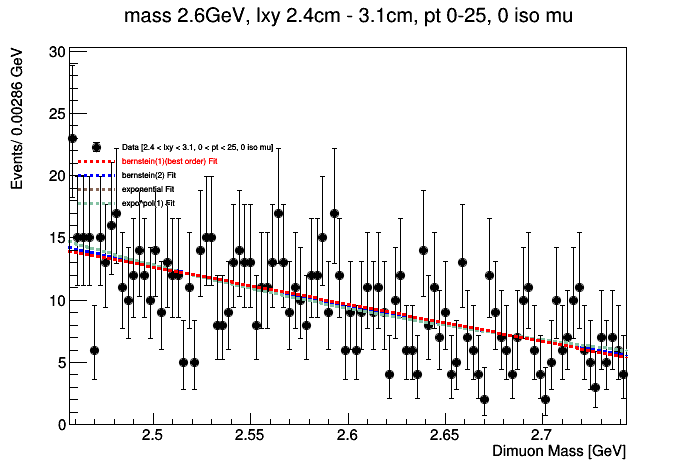 mass 2.6GeV, lxy 2.4cm - 3.1cm, pt 0-25, 0 iso mu
Events/ 0.00286 GeV
30
25
20
15
10
5
0
Data [2.4 < lxy < 3.1, 0 < pt < 25, 0 iso mu]
bernstein(1)(best order) Fit
bernstein(2) Fit
exponential Fit
expo*pol(1) Fit
2.5
2.55
2.6
2.65
2.7
Dimuon Mass [GeV]